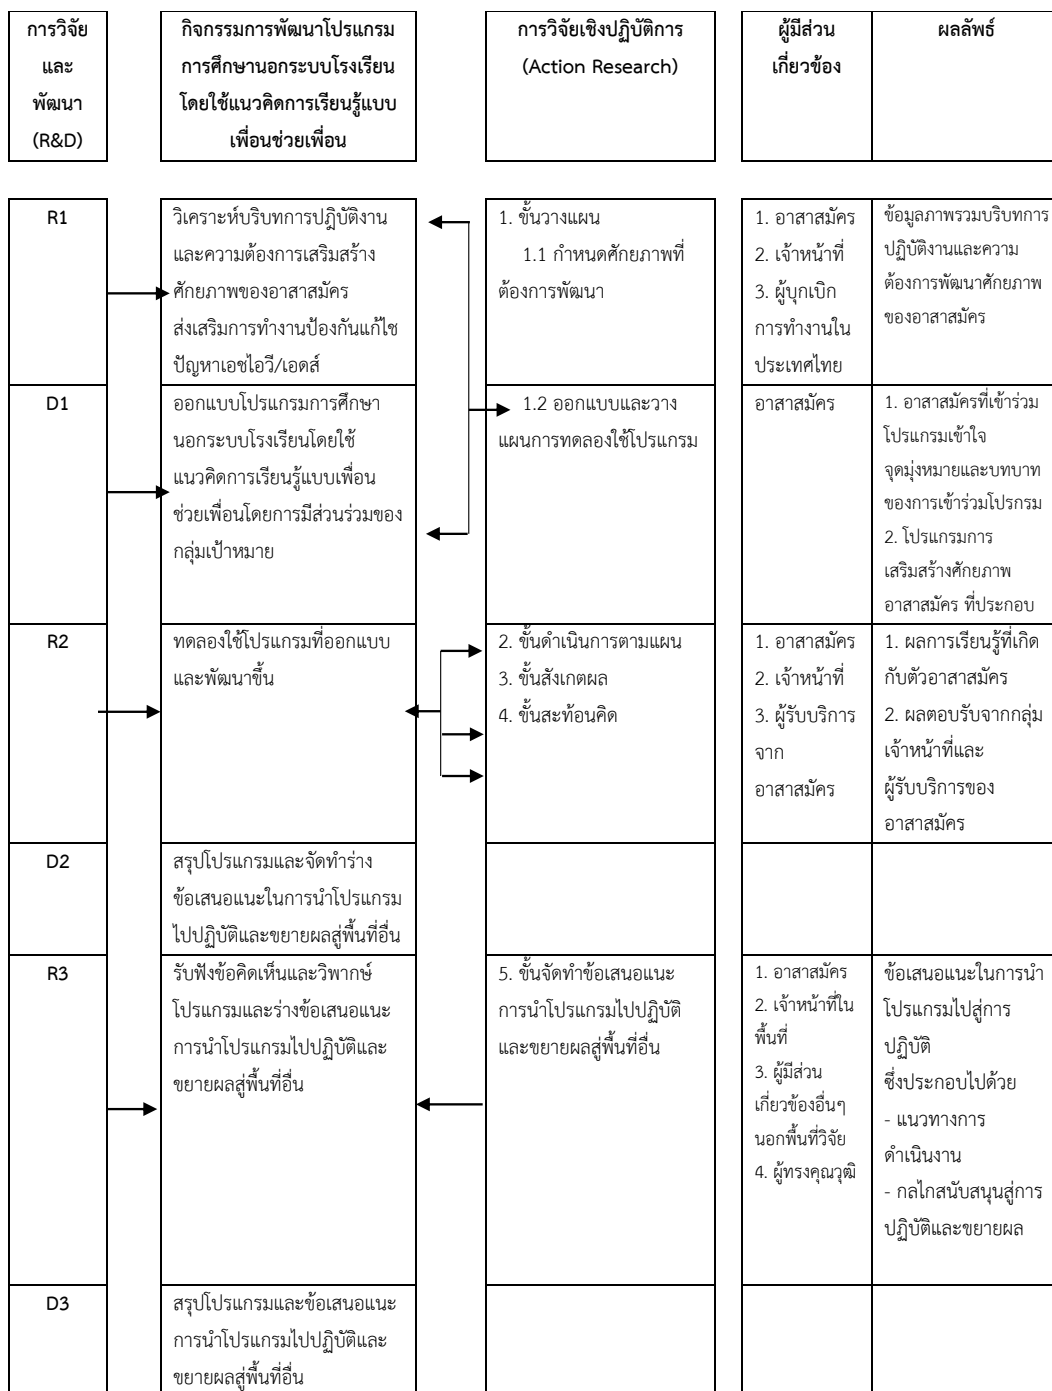 การวิจัย
และ
พัฒนา
(R&D)
กิจกรรมการพัฒนาโปรแกรม
การศึกษานอกระบบโรงเรียน
โดยใช้แนวคิดการเรียนรู้แบบ
เพื่อนช่วยเพื่อน
การวิจัยเชิงปฏิบัติการ
(Action Research)
ผู้มีส่วน
เกี่ยวข้อง
ผลลัพธ์
R1
วิเคราะห์บริบทการปฏิบัติงาน
และความต้องการเสริมสร้าง
ศักยภาพของอาสาสมัคร
ส่งเสริมการทำงานป้องกันแก้ไข
ปัญหาเอชไอวี/เอดส์
1. ขั้นวางแผน
1.1 กำหนดศักยภาพที่
ต้องการพัฒนา
1. อาสาสมัคร
2. เจ้าหน้าที่
3. ผู้บุกเบิก
การทำงานใน
ประเทศไทย
ข้อมูลภาพรวมบริบทการ
ปฏิบัติงานและความ
ต้องการพัฒนาศักยภาพ
ของอาสาสมัคร
D1
ออกแบบโปรแกรมการศึกษา
นอกระบบโรงเรียนโดยใช้
แนวคิดการเรียนรู้แบบเพื่อน
ช่วยเพื่อนโดยการมีส่วนร่วมของ
กลุ่มเป้าหมาย
1.2 ออกแบบและวาง
แผนการทดลองใช้โปรแกรม
อาสาสมัคร
1. อาสาสมัครที่เข้าร่วม
โปรแกรมเข้าใจ
จุดมุ่งหมายและบทบาท
ของการเข้าร่วมโปรกรม
2. โปรแกรมการ
เสริมสร้างศักยภาพ
อาสาสมัคร ที่ประกอบ
R2
ทดลองใช้โปรแกรมที่ออกแบบ
และพัฒนาขึ้น
2. ขั้นดำเนินการตามแผน
3. ขั้นสังเกตผล
4. ขั้นสะท้อนคิด
1. อาสาสมัคร
2. เจ้าหน้าที่
3. ผู้รับบริการ
จาก
อาสาสมัคร
1. ผลการเรียนรู้ที่เกิด
กับตัวอาสาสมัคร
2. ผลตอบรับจากกลุ่ม
เจ้าหน้าที่และ
ผู้รับบริการของ
อาสาสมัคร
D2
สรุปโปรแกรมและจัดทำร่าง
ข้อเสนอแนะในการนำโปรแกรม
ไปปฏิบัติและขยายผลสู่พื้นที่อื่น
R3
รับฟังข้อคิดเห็นและวิพากษ์
โปรแกรมและร่างข้อเสนอแนะ
การนำโปรแกรมไปปฏิบัติและ
ขยายผลสู่พื้นที่อื่น
5. ขั้นจัดทำข้อเสนอแนะ
การนำโปรแกรมไปปฏิบัติ
และขยายผลสู่พื้นที่อื่น
1. อาสาสมัคร
2. เจ้าหน้าที่ใน
พื้นที่
3. ผู้มีส่วน
เกี่ยวข้องอื่นๆ
นอกพื้นที่วิจัย
4. ผู้ทรงคุณวุฒิ
ข้อเสนอแนะในการนำ
โปรแกรมไปสู่การ
ปฏิบัติ
ซึ่งประกอบไปด้วย
- แนวทางการ
ดำเนินงาน
- กลไกสนับสนุนสู่การ
ปฏิบัติและขยายผล
D3
สรุปโปรแกรมและข้อเสนอแนะ
การนำโปรแกรมไปปฏิบัติและ
ขยายผลสู่พื้นที่อื่น